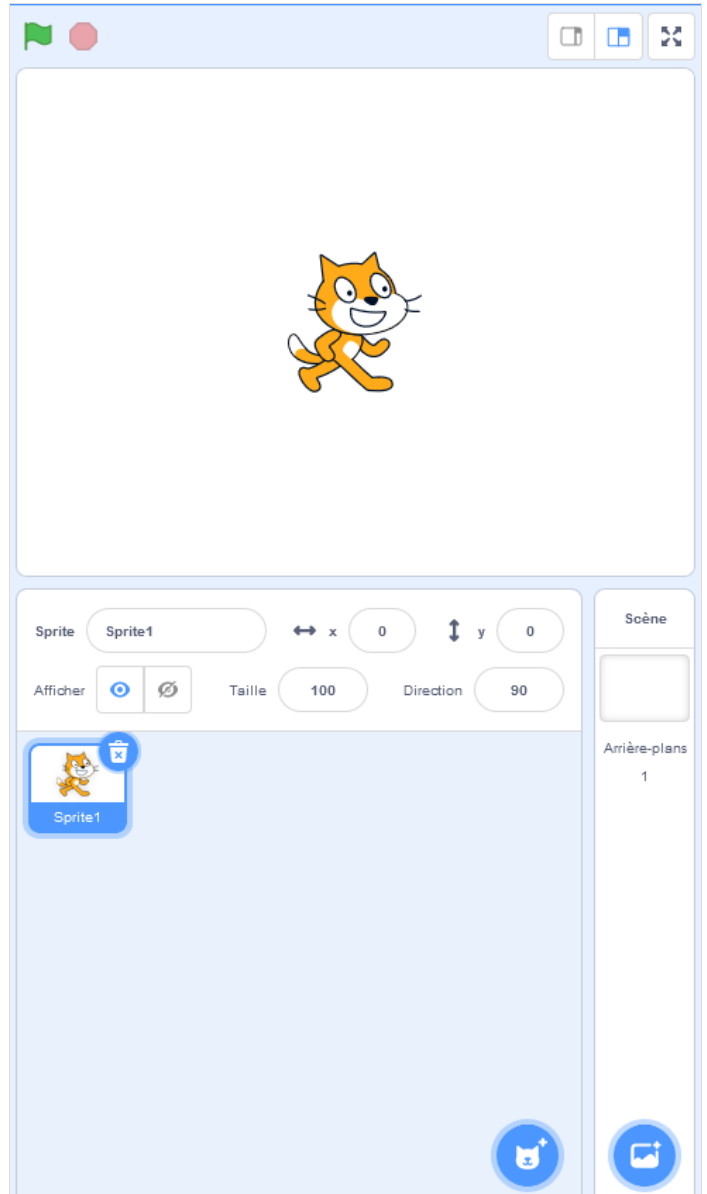 Sprite Sprite1 x 0 y 0
Afficher Taille 100 Direction 90
Sprite1
Scène
Arrière-plans
1